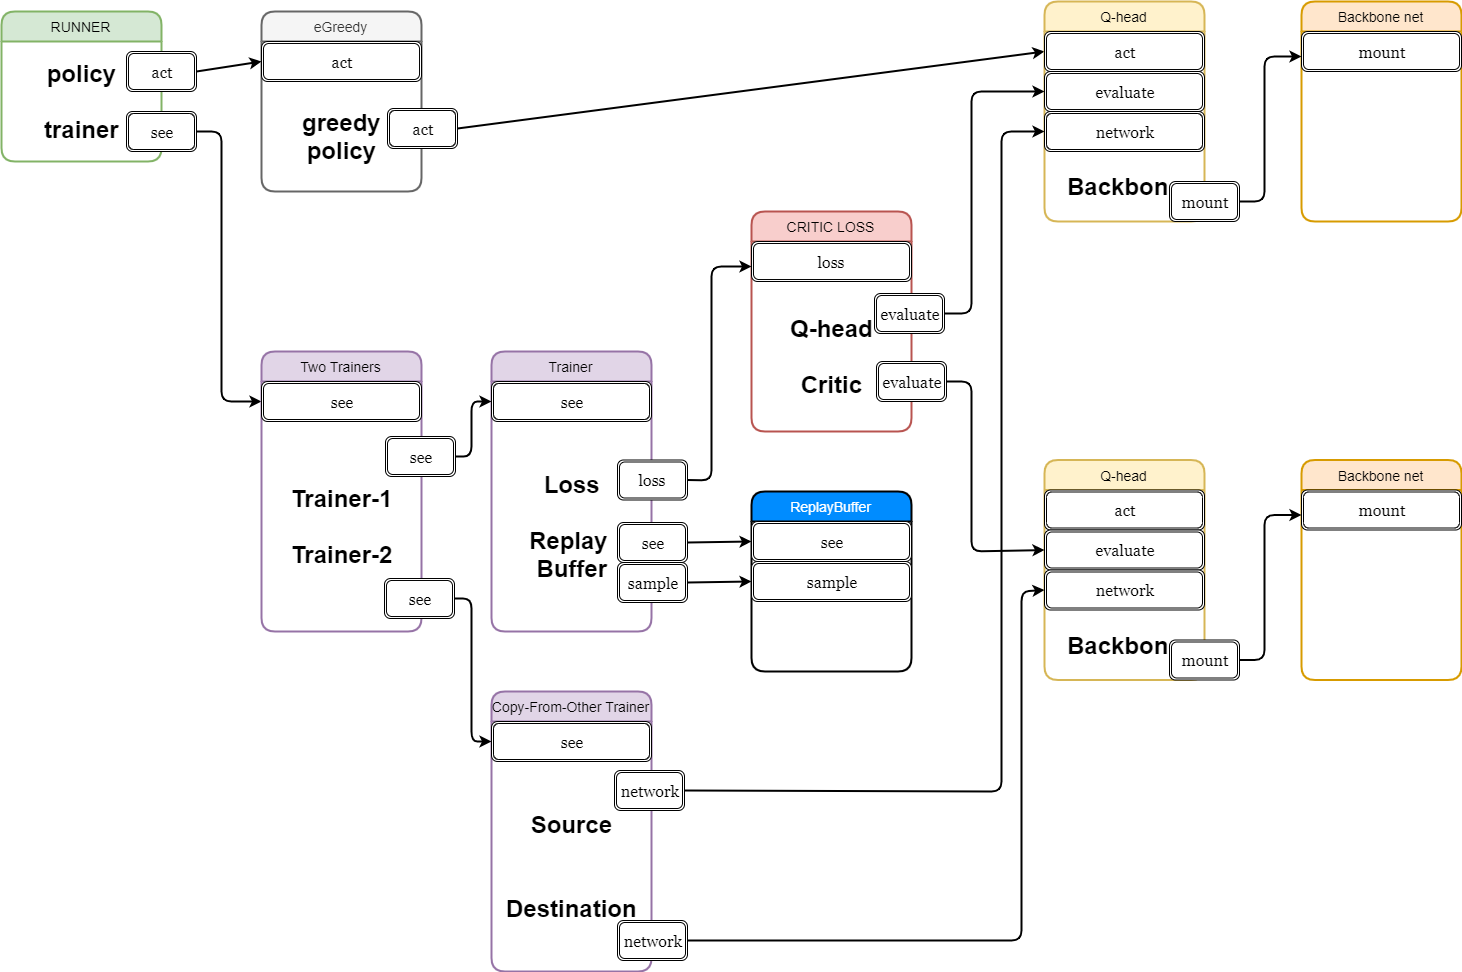 RUNNER
policy
act
trainer
see
eGreedy
act
greedy
policy
act
Q-head
act
evaluate
network
Backbon
mount
Backbone net
mount
CRITIC LOSS
loss
Q-head
evaluate
Critic
evaluate
Two Trainers
see
see
Trainer-1
Trainer-2
see
Trainer
see
Loss
loss
Replay
Buffer
see
sample
ReplayBuffer
see
sample
Q-head
act
evaluate
network
Backbon
mount
Backbone net
mount
Copy-From-Other Trainer
see
network
Source
Destination
network